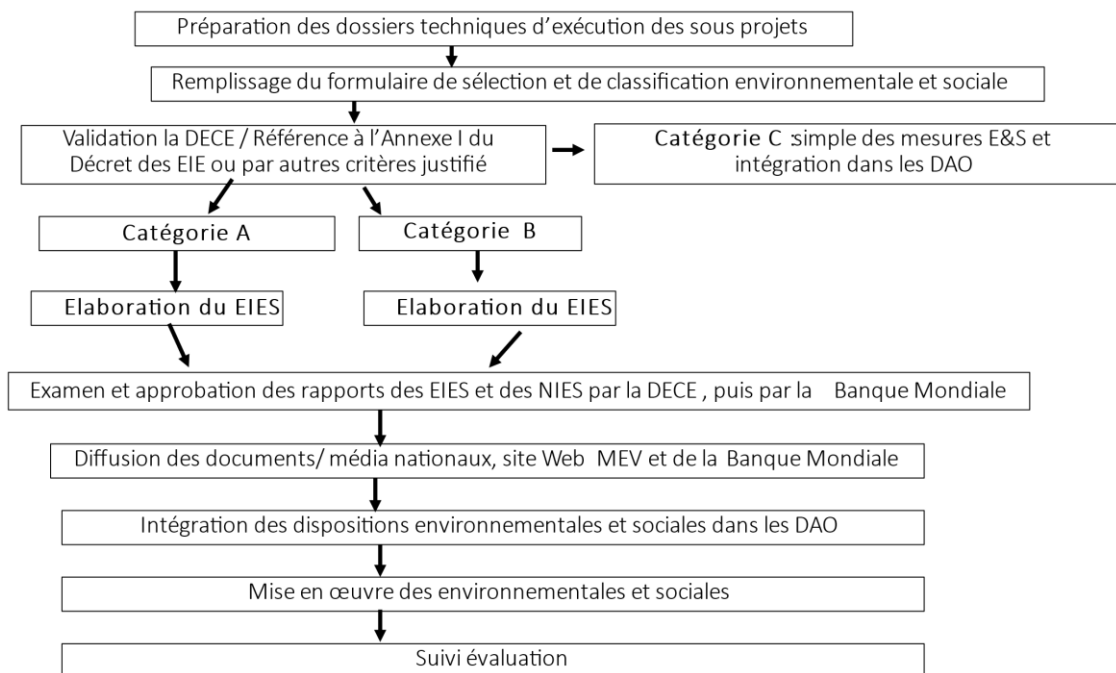 Préparation des dossiers techniques d'exécution des sous projets
Remplissage du formulaire de sélection et de classification environnementale et sociale
Validation la DECE / Référence à l'Annexe I du
Décret des EIE ou par autres critères justifié
Catégorie C :simple des mesures E&S et
intégration dans les DAO
Catégorie A
Catégorie B
Elaboration du EIES
Elaboration du EIES
Examen et approbation des rapports des EIES et des NIES par la DECE , puis par la Banque Mondiale
Diffusion des documents/ média nationaux, site Web MEV et de la Banque Mondiale
Intégration des dispositions environnementales et sociales dans les DAO
Mise en œuvre des environnementales et sociales
Suivi évaluation